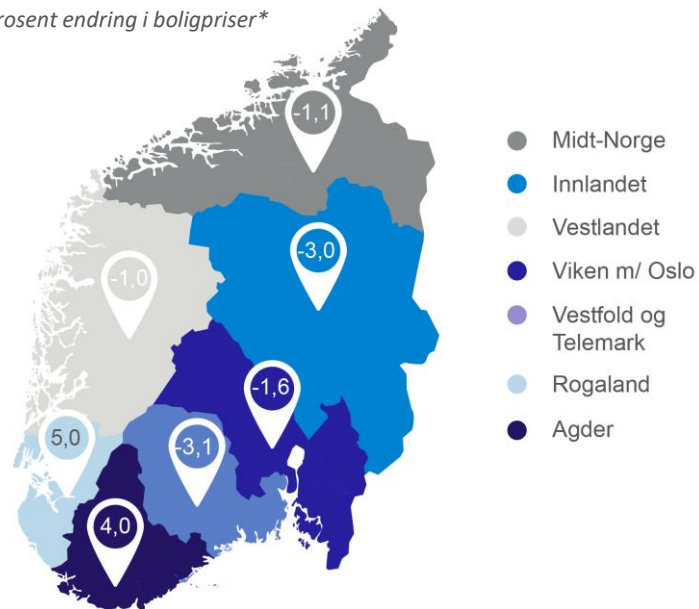 rosent endring i boligpriser*
-1,1
-3,0
-1,0
-1,6
5,0
-3,1
4,0
Midt-Norge
Innlandet
Vestlandet
Viken m/ Oslo
Vestfold og
Telemark
Rogaland
Agder